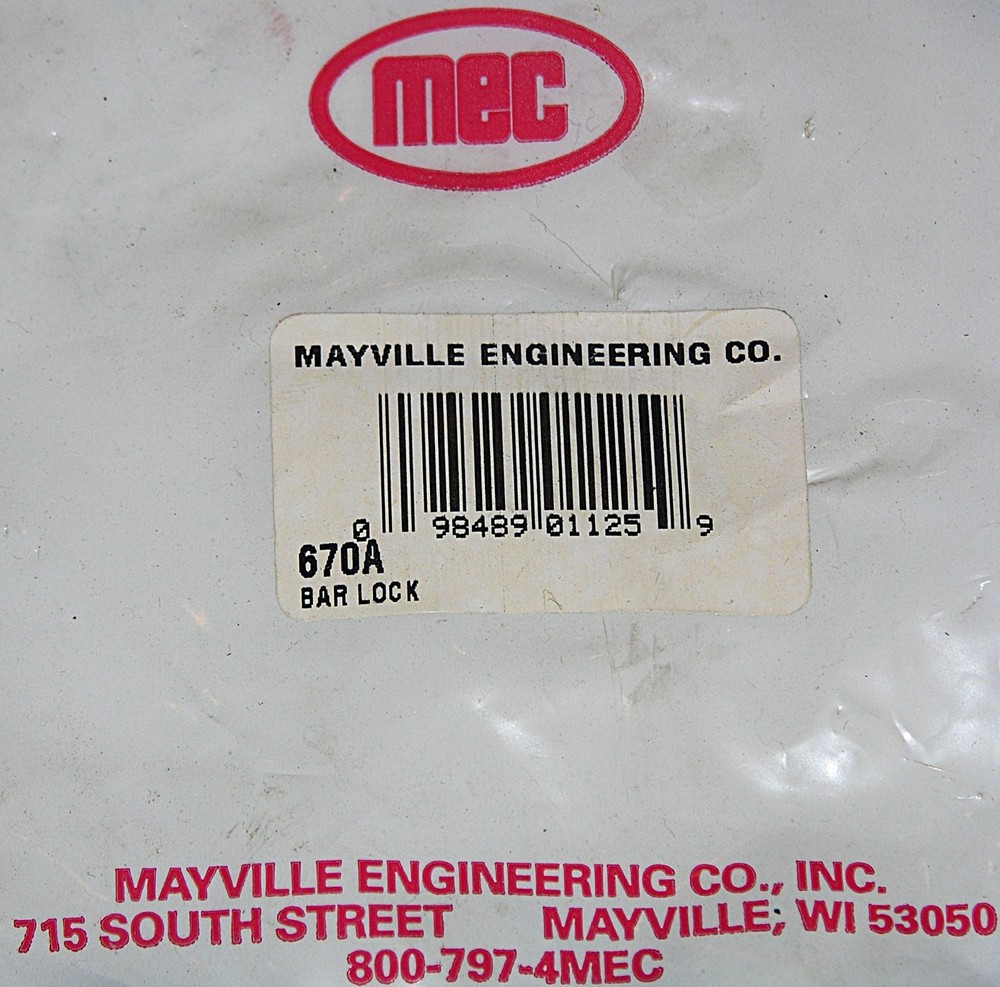 mec
MAYVILLE ENGINEERING CO.
0 98489 01125 9
670A
BAR LOCK
MAYVILLE ENGINEERING CO., INC.
715 SOUTH STREET MAYVILLE, WI 53050
800-797-4MEC